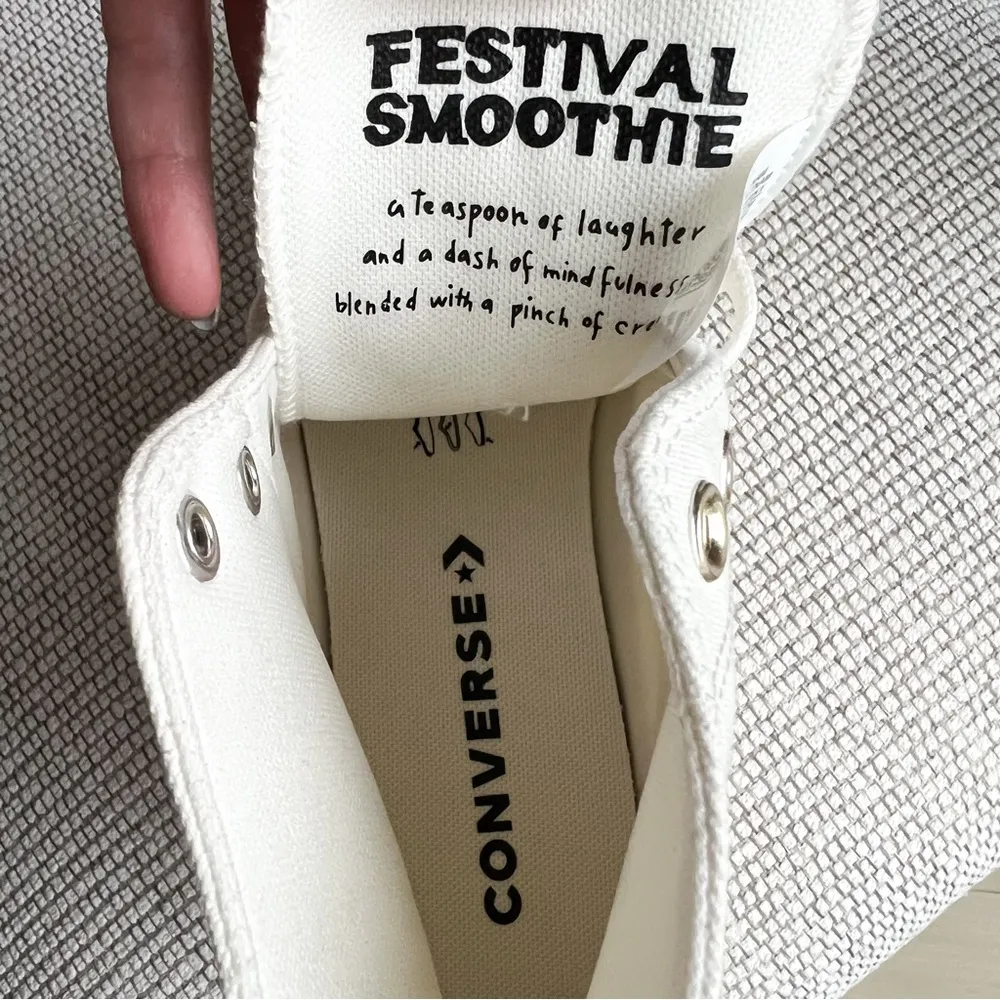 FESTIVAL
SMOOTHIE
a teaspoon of laughter
and a dash of mindfulness
blended with a pinch of
CONVERSE